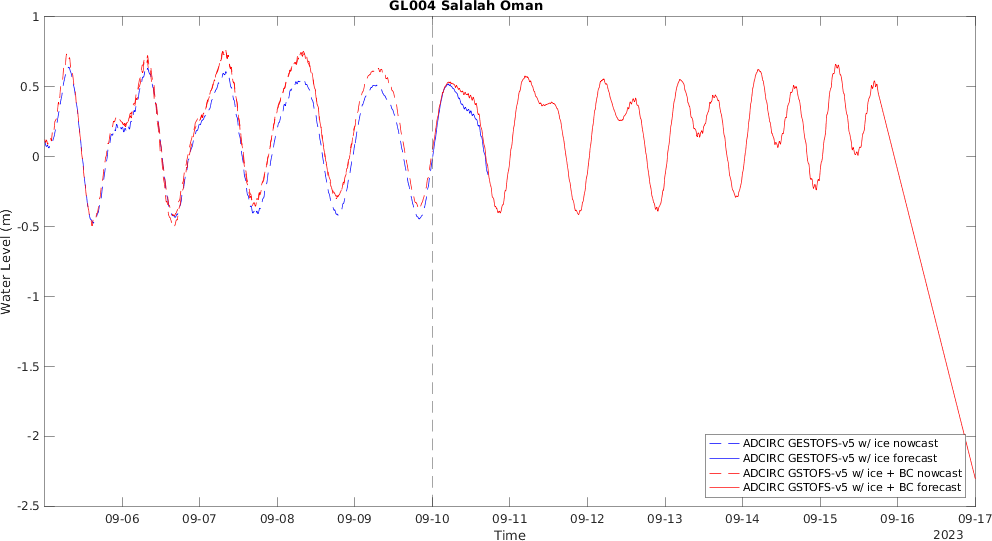 GL004 Salalah Oman
Water Level (m)
1
0.5
0
-0.5
-1
-1.5
-2
-2.5
ADCIRC GESTOFS-v5 w/ ice nowcast
ADCIRC GESTOFS-v5 w/ ice forecast
ADCIRC GSTOFS-v5 w/ ice + BC nowcast
ADCIRC GSTOFS-v5 w/ ice + BC forecast
09-06 09-07 09-08 09-09 09-10 09-11 09-12 09-13 09-14 09-15 09-16 09-17
Time
2023